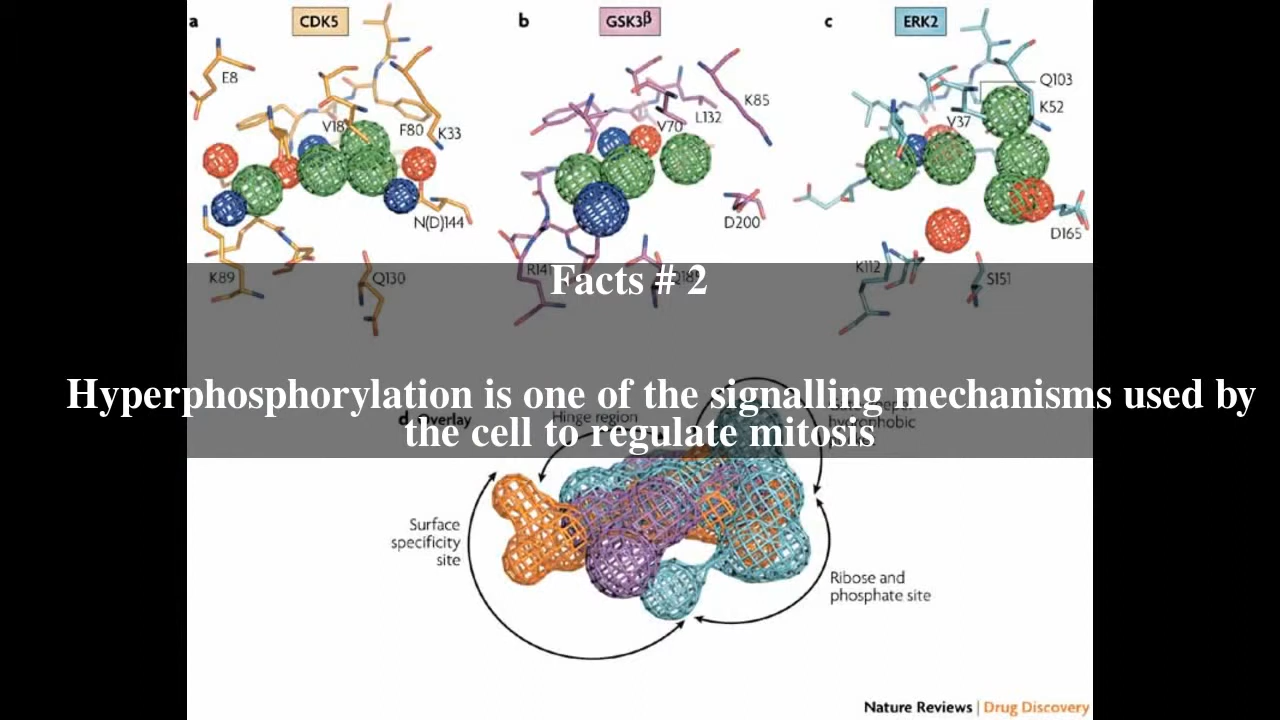 a
CDK5
b
GSK3β
c
ERK2
E8
V18
F80
K33
N(D)144
K89
Q130
V70
L132
K85
D200
R141
Q103
K52
V37
D165
K112
S151
Facts # 2
Hyperphosphorylation is one of the signalling mechanisms used by
the cell to regulate mitosis
d Overlay
Hinge region
Surface
specificity
site
Ribose and
phosphate site
Nature Reviews | Drug Discovery